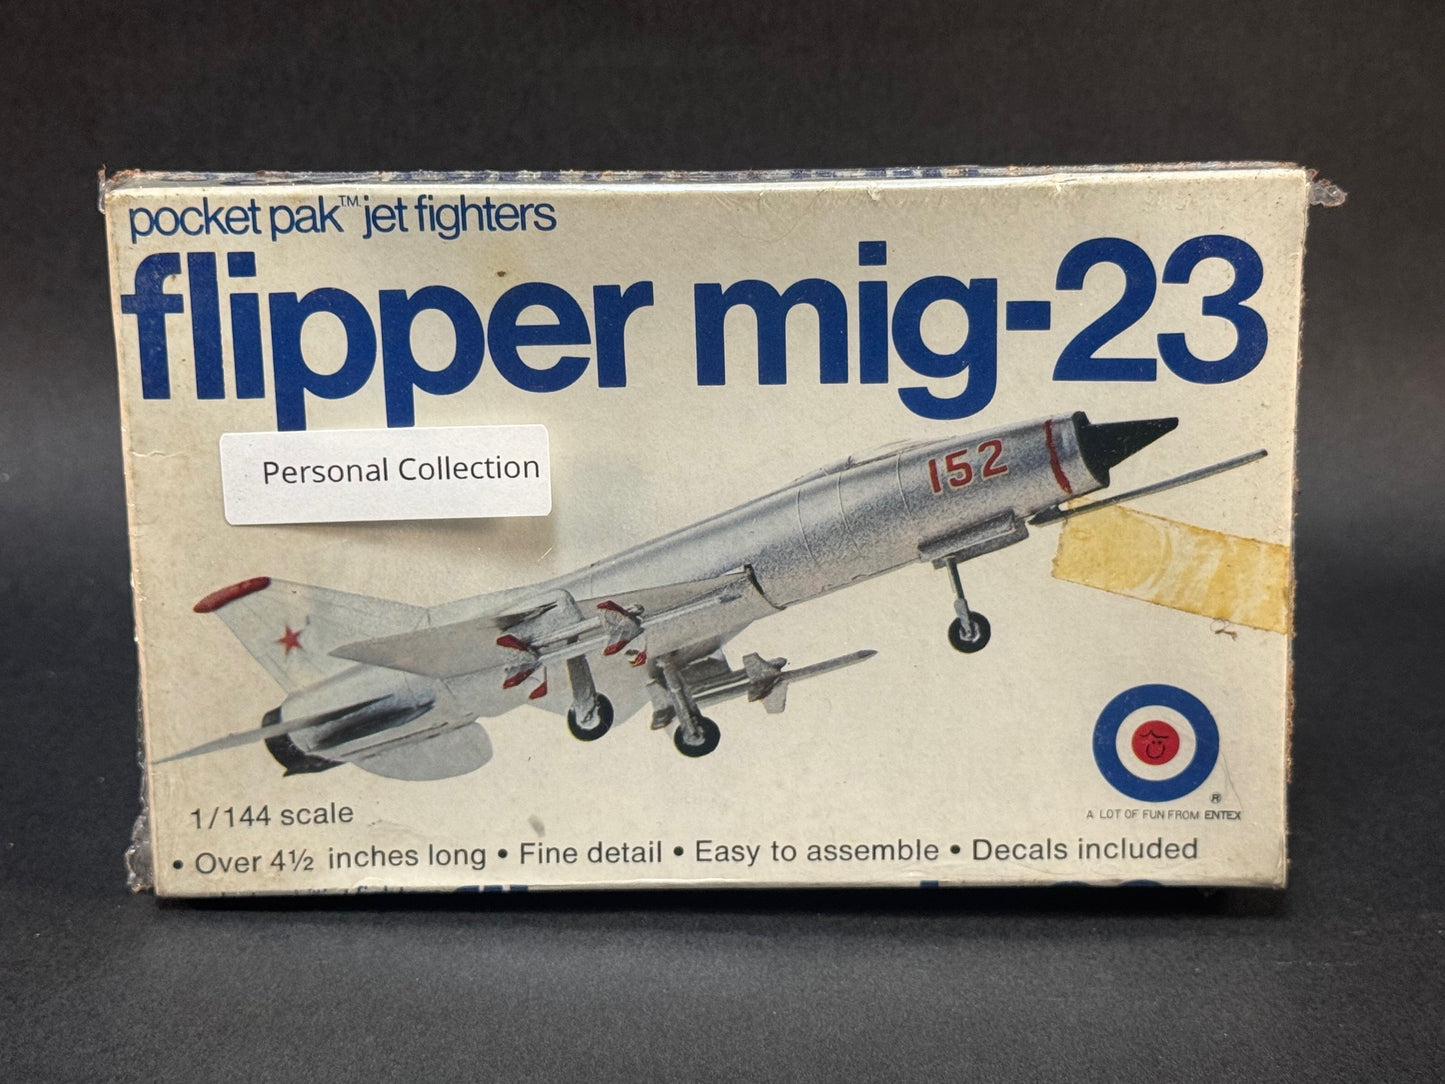 pocket pak™ jet fighters
flipper mig-23
Personal Collection
152
®
A LOT OF FUN FROM ENTEX
1/144 scale
• Over 4½ inches long • Fine detail • Easy to assemble • Decals included